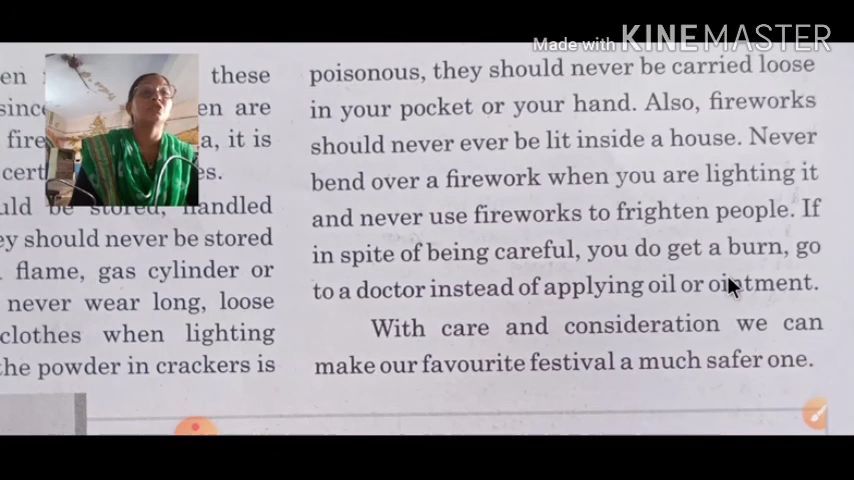 Made with KINEMASTER
en these
since en are
fire a, it is
cert es.
uld be stored, handled
ey should never be stored
flame, gas cylinder or
never wear long, loose
clothes when lighting
the powder in crackers is
poisonous, they should never be carried loose
in your pocket or your hand. Also, fireworks
should never ever be lit inside a house. Never
bend over a firework when you are lighting it
and never use fireworks to frighten people. If
in spite of being careful, you do get a burn, go
to a doctor instead of applying oil or ointment.
With care and consideration we can
make our favourite festival a much safer one.